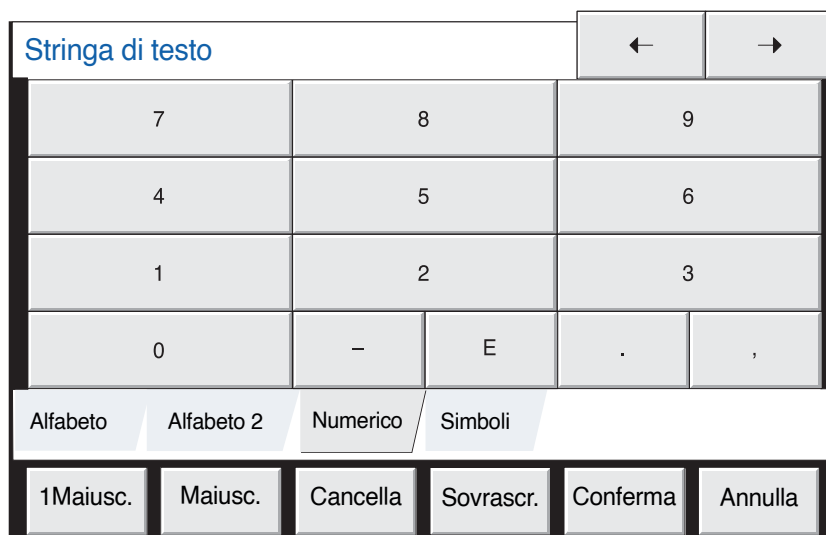 Stringa di testo ← →
7 8 9
4 5 6
1 2 3
0 – E . ,
Alfabeto Alfabeto 2 Numerico Simboli
1Maiusc. Maiusc. Cancella Sovrascr. Conferma Annulla